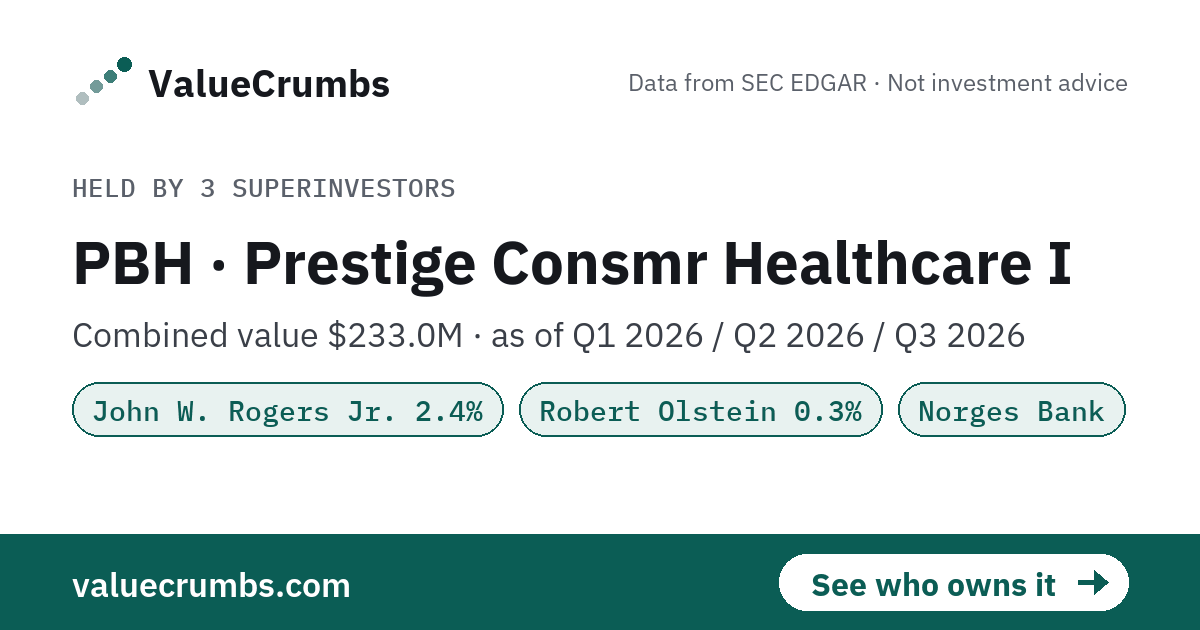 ValueCrumbs
Data from SEC EDGAR · Not investment advice
HELD BY 3 SUPERINVESTORS
PBH · Prestige Consmr Healthcare I
Combined value $233.0M · as of Q1 2026 / Q2 2026 / Q3 2026
John W. Rogers Jr. 2.4%
Robert Olstein 0.3%
Norges Bank
valuecrumbs.com
See who owns it →